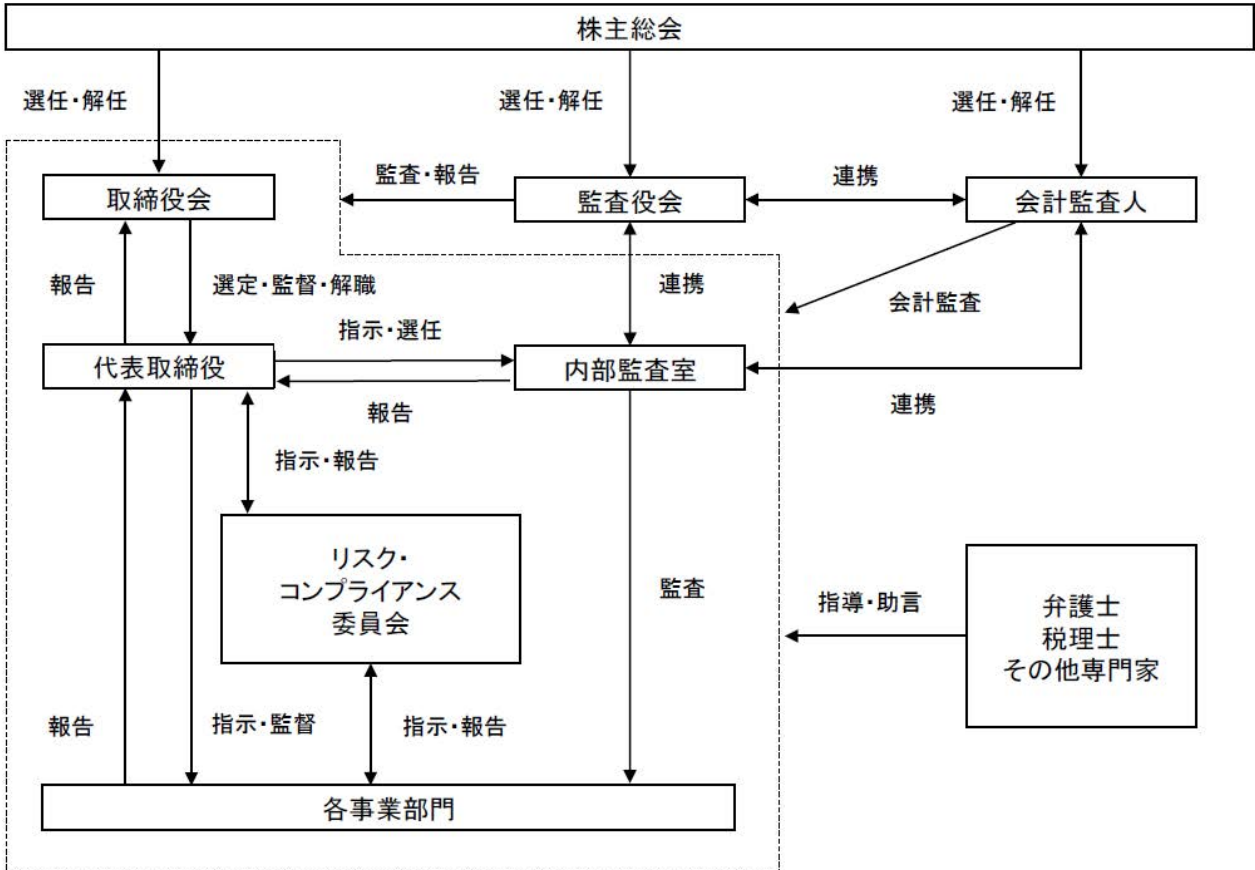 株主総会
選任・解任
選任・解任
選任・解任
取締役会
監査・報告
監査役会
連携
会計監査人
報告
選定・監督・解職
連携
会計監査
指示・選任
代表取締役
内部監査室
報告
連携
指示・報告
リスク・
コンプライアンス
委員会
監査
指導・助言
弁護士
税理士
その他専門家
報告
指示・監督
指示・報告
各事業部門